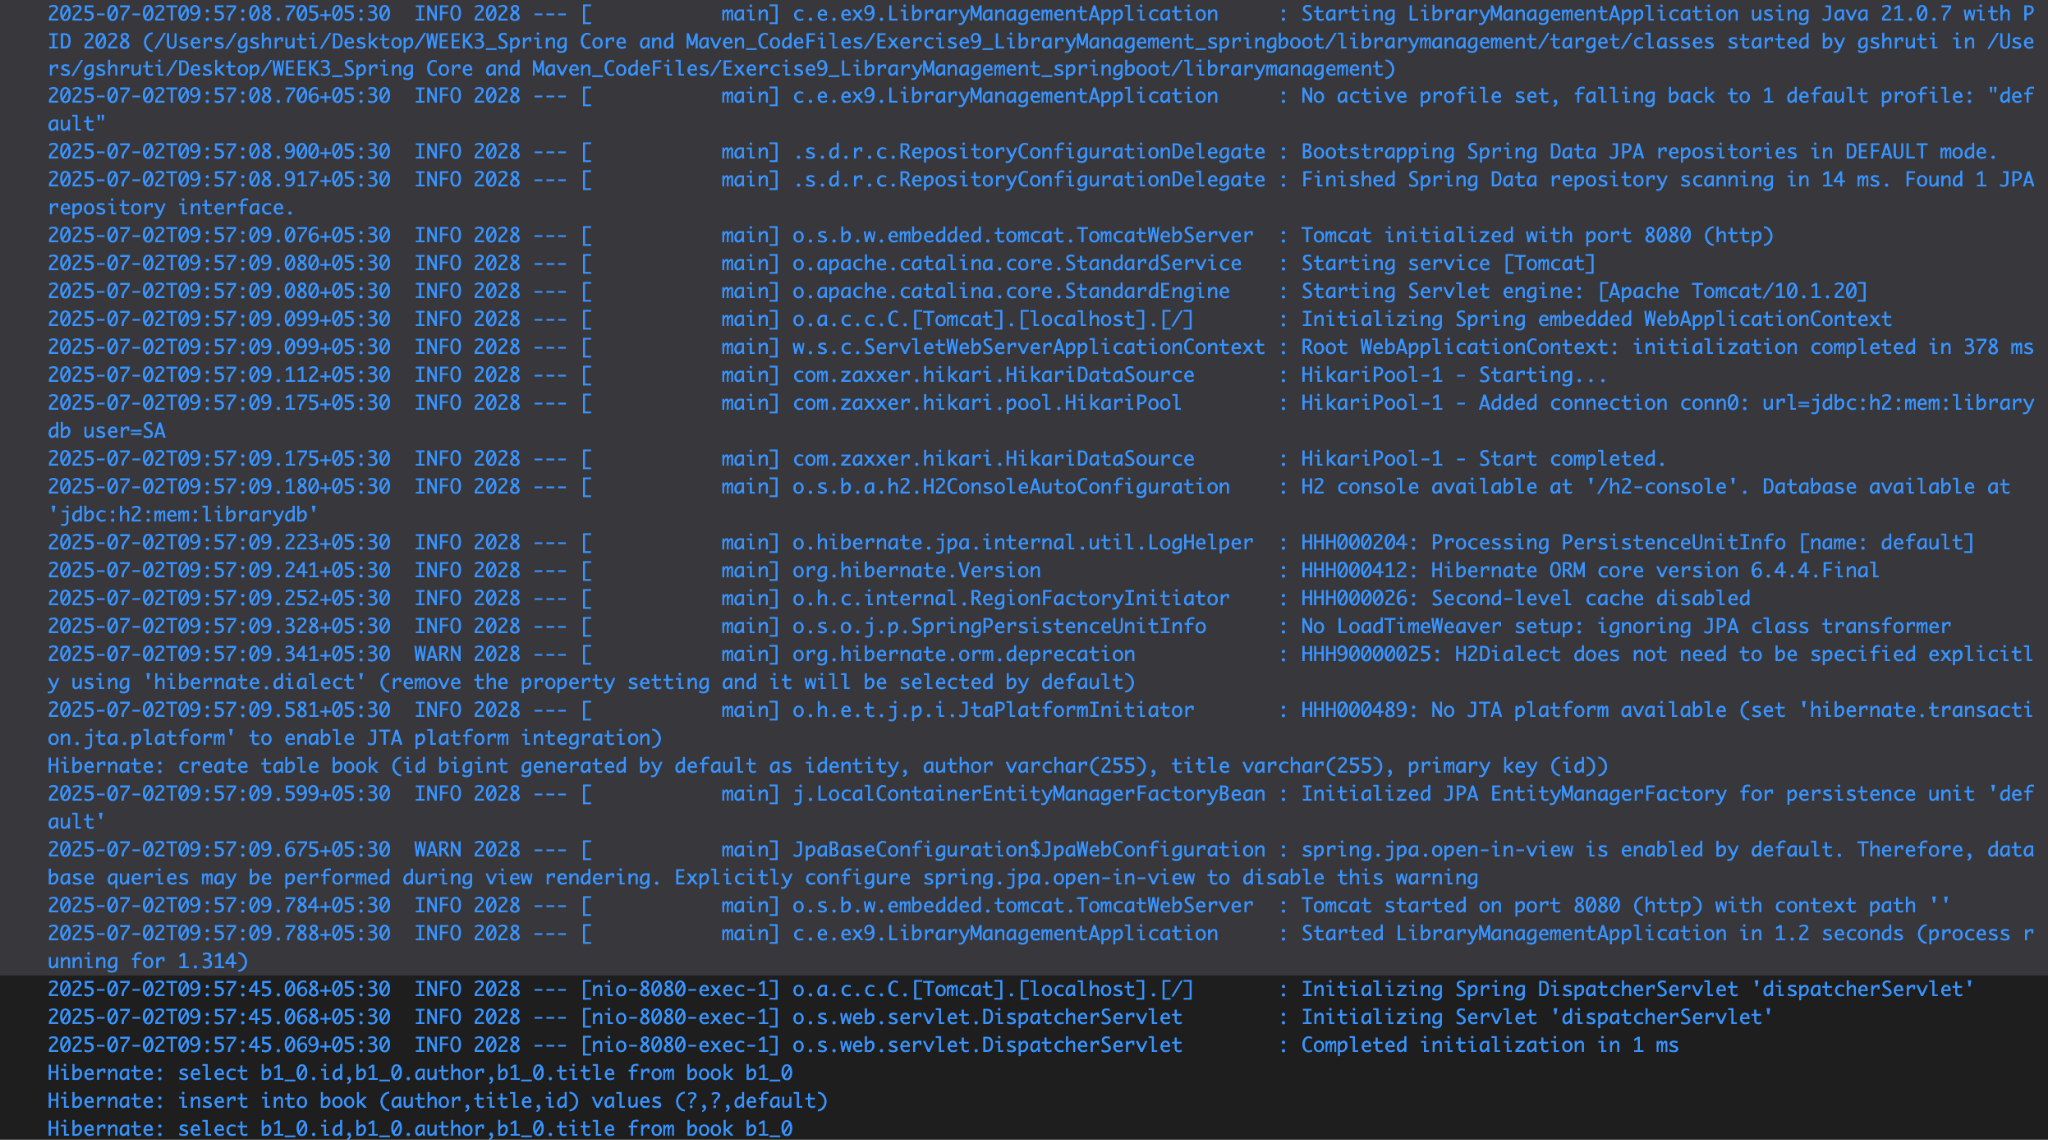 2025-07-02T09:57:08.705+05:30  INFO 2028 --- [           main] c.e.ex9.LibraryManagementApplication     : Starting LibraryManagementApplication using Java 21.0.7 with P
ID 2028 (/Users/gshruti/Desktop/WEEK3_Spring Core and Maven_CodeFiles/Exercise9_LibraryManagement_springboot/librarymanagement/target/classes started by gshruti in /Use
rs/gshruti/Desktop/WEEK3_Spring Core and Maven_CodeFiles/Exercise9_LibraryManagement_springboot/librarymanagement)
2025-07-02T09:57:08.706+05:30  INFO 2028 --- [           main] c.e.ex9.LibraryManagementApplication     : No active profile set, falling back to 1 default profile: "def
ault"
2025-07-02T09:57:08.900+05:30  INFO 2028 --- [           main] .s.d.r.c.RepositoryConfigurationDelegate : Bootstrapping Spring Data JPA repositories in DEFAULT mode.
2025-07-02T09:57:08.917+05:30  INFO 2028 --- [           main] .s.d.r.c.RepositoryConfigurationDelegate : Finished Spring Data repository scanning in 14 ms. Found 1 JPA
repository interface.
2025-07-02T09:57:09.076+05:30  INFO 2028 --- [           main] o.s.b.w.embedded.tomcat.TomcatWebServer  : Tomcat initialized with port 8080 (http)
2025-07-02T09:57:09.080+05:30  INFO 2028 --- [           main] o.apache.catalina.core.StandardService   : Starting service [Tomcat]
2025-07-02T09:57:09.080+05:30  INFO 2028 --- [           main] o.apache.catalina.core.StandardEngine    : Starting Servlet engine: [Apache Tomcat/10.1.20]
2025-07-02T09:57:09.099+05:30  INFO 2028 --- [           main] o.a.c.c.C.[Tomcat].[localhost].[/]       : Initializing Spring embedded WebApplicationContext
2025-07-02T09:57:09.099+05:30  INFO 2028 --- [           main] w.s.c.ServletWebServerApplicationContext : Root WebApplicationContext: initialization completed in 378 ms
2025-07-02T09:57:09.112+05:30  INFO 2028 --- [           main] com.zaxxer.hikari.HikariDataSource       : HikariPool-1 - Starting...
2025-07-02T09:57:09.175+05:30  INFO 2028 --- [           main] com.zaxxer.hikari.pool.HikariPool        : HikariPool-1 - Added connection conn0: url=jdbc:h2:mem:library
db user=SA
2025-07-02T09:57:09.175+05:30  INFO 2028 --- [           main] com.zaxxer.hikari.HikariDataSource       : HikariPool-1 - Start completed.
2025-07-02T09:57:09.180+05:30  INFO 2028 --- [           main] o.s.b.a.h2.H2ConsoleAutoConfiguration    : H2 console available at '/h2-console'. Database available at
'jdbc:h2:mem:librarydb'
2025-07-02T09:57:09.223+05:30  INFO 2028 --- [           main] o.hibernate.jpa.internal.util.LogHelper  : HHH000204: Processing PersistenceUnitInfo [name: default]
2025-07-02T09:57:09.241+05:30  INFO 2028 --- [           main] org.hibernate.Version                    : HHH000412: Hibernate ORM core version 6.4.4.Final
2025-07-02T09:57:09.252+05:30  INFO 2028 --- [           main] o.h.c.internal.RegionFactoryInitiator    : HHH000026: Second-level cache disabled
2025-07-02T09:57:09.328+05:30  INFO 2028 --- [           main] o.s.o.j.p.SpringPersistenceUnitInfo      : No LoadTimeWeaver setup: ignoring JPA class transformer
2025-07-02T09:57:09.341+05:30  WARN 2028 --- [           main] org.hibernate.orm.deprecation            : HHH90000025: H2Dialect does not need to be specified explicitl
y using 'hibernate.dialect' (remove the property setting and it will be selected by default)
2025-07-02T09:57:09.581+05:30  INFO 2028 --- [           main] o.h.e.t.j.p.i.JtaPlatformInitiator       : HHH000489: No JTA platform available (set 'hibernate.transacti
on.jta.platform' to enable JTA platform integration)
Hibernate: create table book (id bigint generated by default as identity, author varchar(255), title varchar(255), primary key (id))
2025-07-02T09:57:09.599+05:30  INFO 2028 --- [           main] j.LocalContainerEntityManagerFactoryBean : Initialized JPA EntityManagerFactory for persistence unit 'def
ault'
2025-07-02T09:57:09.675+05:30  WARN 2028 --- [           main] JpaBaseConfiguration$JpaWebConfiguration : spring.jpa.open-in-view is enabled by default. Therefore, data
base queries may be performed during view rendering. Explicitly configure spring.jpa.open-in-view to disable this warning
2025-07-02T09:57:09.784+05:30  INFO 2028 --- [           main] o.s.b.w.embedded.tomcat.TomcatWebServer  : Tomcat started on port 8080 (http) with context path ''
2025-07-02T09:57:09.788+05:30  INFO 2028 --- [           main] c.e.ex9.LibraryManagementApplication     : Started LibraryManagementApplication in 1.2 seconds (process r
unning for 1.314)
2025-07-02T09:57:45.068+05:30  INFO 2028 --- [nio-8080-exec-1] o.a.c.c.C.[Tomcat].[localhost].[/]       : Initializing Spring DispatcherServlet 'dispatcherServlet'
2025-07-02T09:57:45.068+05:30  INFO 2028 --- [nio-8080-exec-1] o.s.web.servlet.DispatcherServlet        : Initializing Servlet 'dispatcherServlet'
2025-07-02T09:57:45.069+05:30  INFO 2028 --- [nio-8080-exec-1] o.s.web.servlet.DispatcherServlet        : Completed initialization in 1 ms
Hibernate: select b1_0.id,b1_0.author,b1_0.title from book b1_0
Hibernate: insert into book (author,title,id) values (?,?,default)
Hibernate: select b1_0.id,b1_0.author,b1_0.title from book b1_0